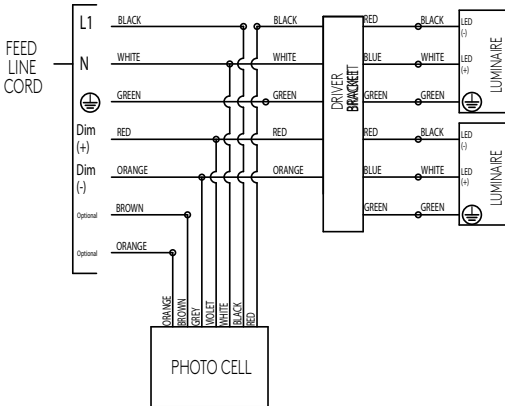 FEED
LINE
CORD
L1 BLACK BLACK
N WHITE WHITE
GREEN GREEN
Dim
(+)
RED RED
Dim
(-)
ORANGE ORANGE
Optional BROWN
Optional ORANGE
DRIVER
BRACKETT
RED BLACK LED
(-)
BLUE WHITE LED
(+)
GREEN GREEN
LUMINAIRE
RED BLACK LED
(-)
BLUE WHITE LED
(+)
GREEN GREEN
LUMINAIRE
ORANGE
BROWN
GREY
VIOLET
WHITE
BLACK
RED
PHOTO CELL